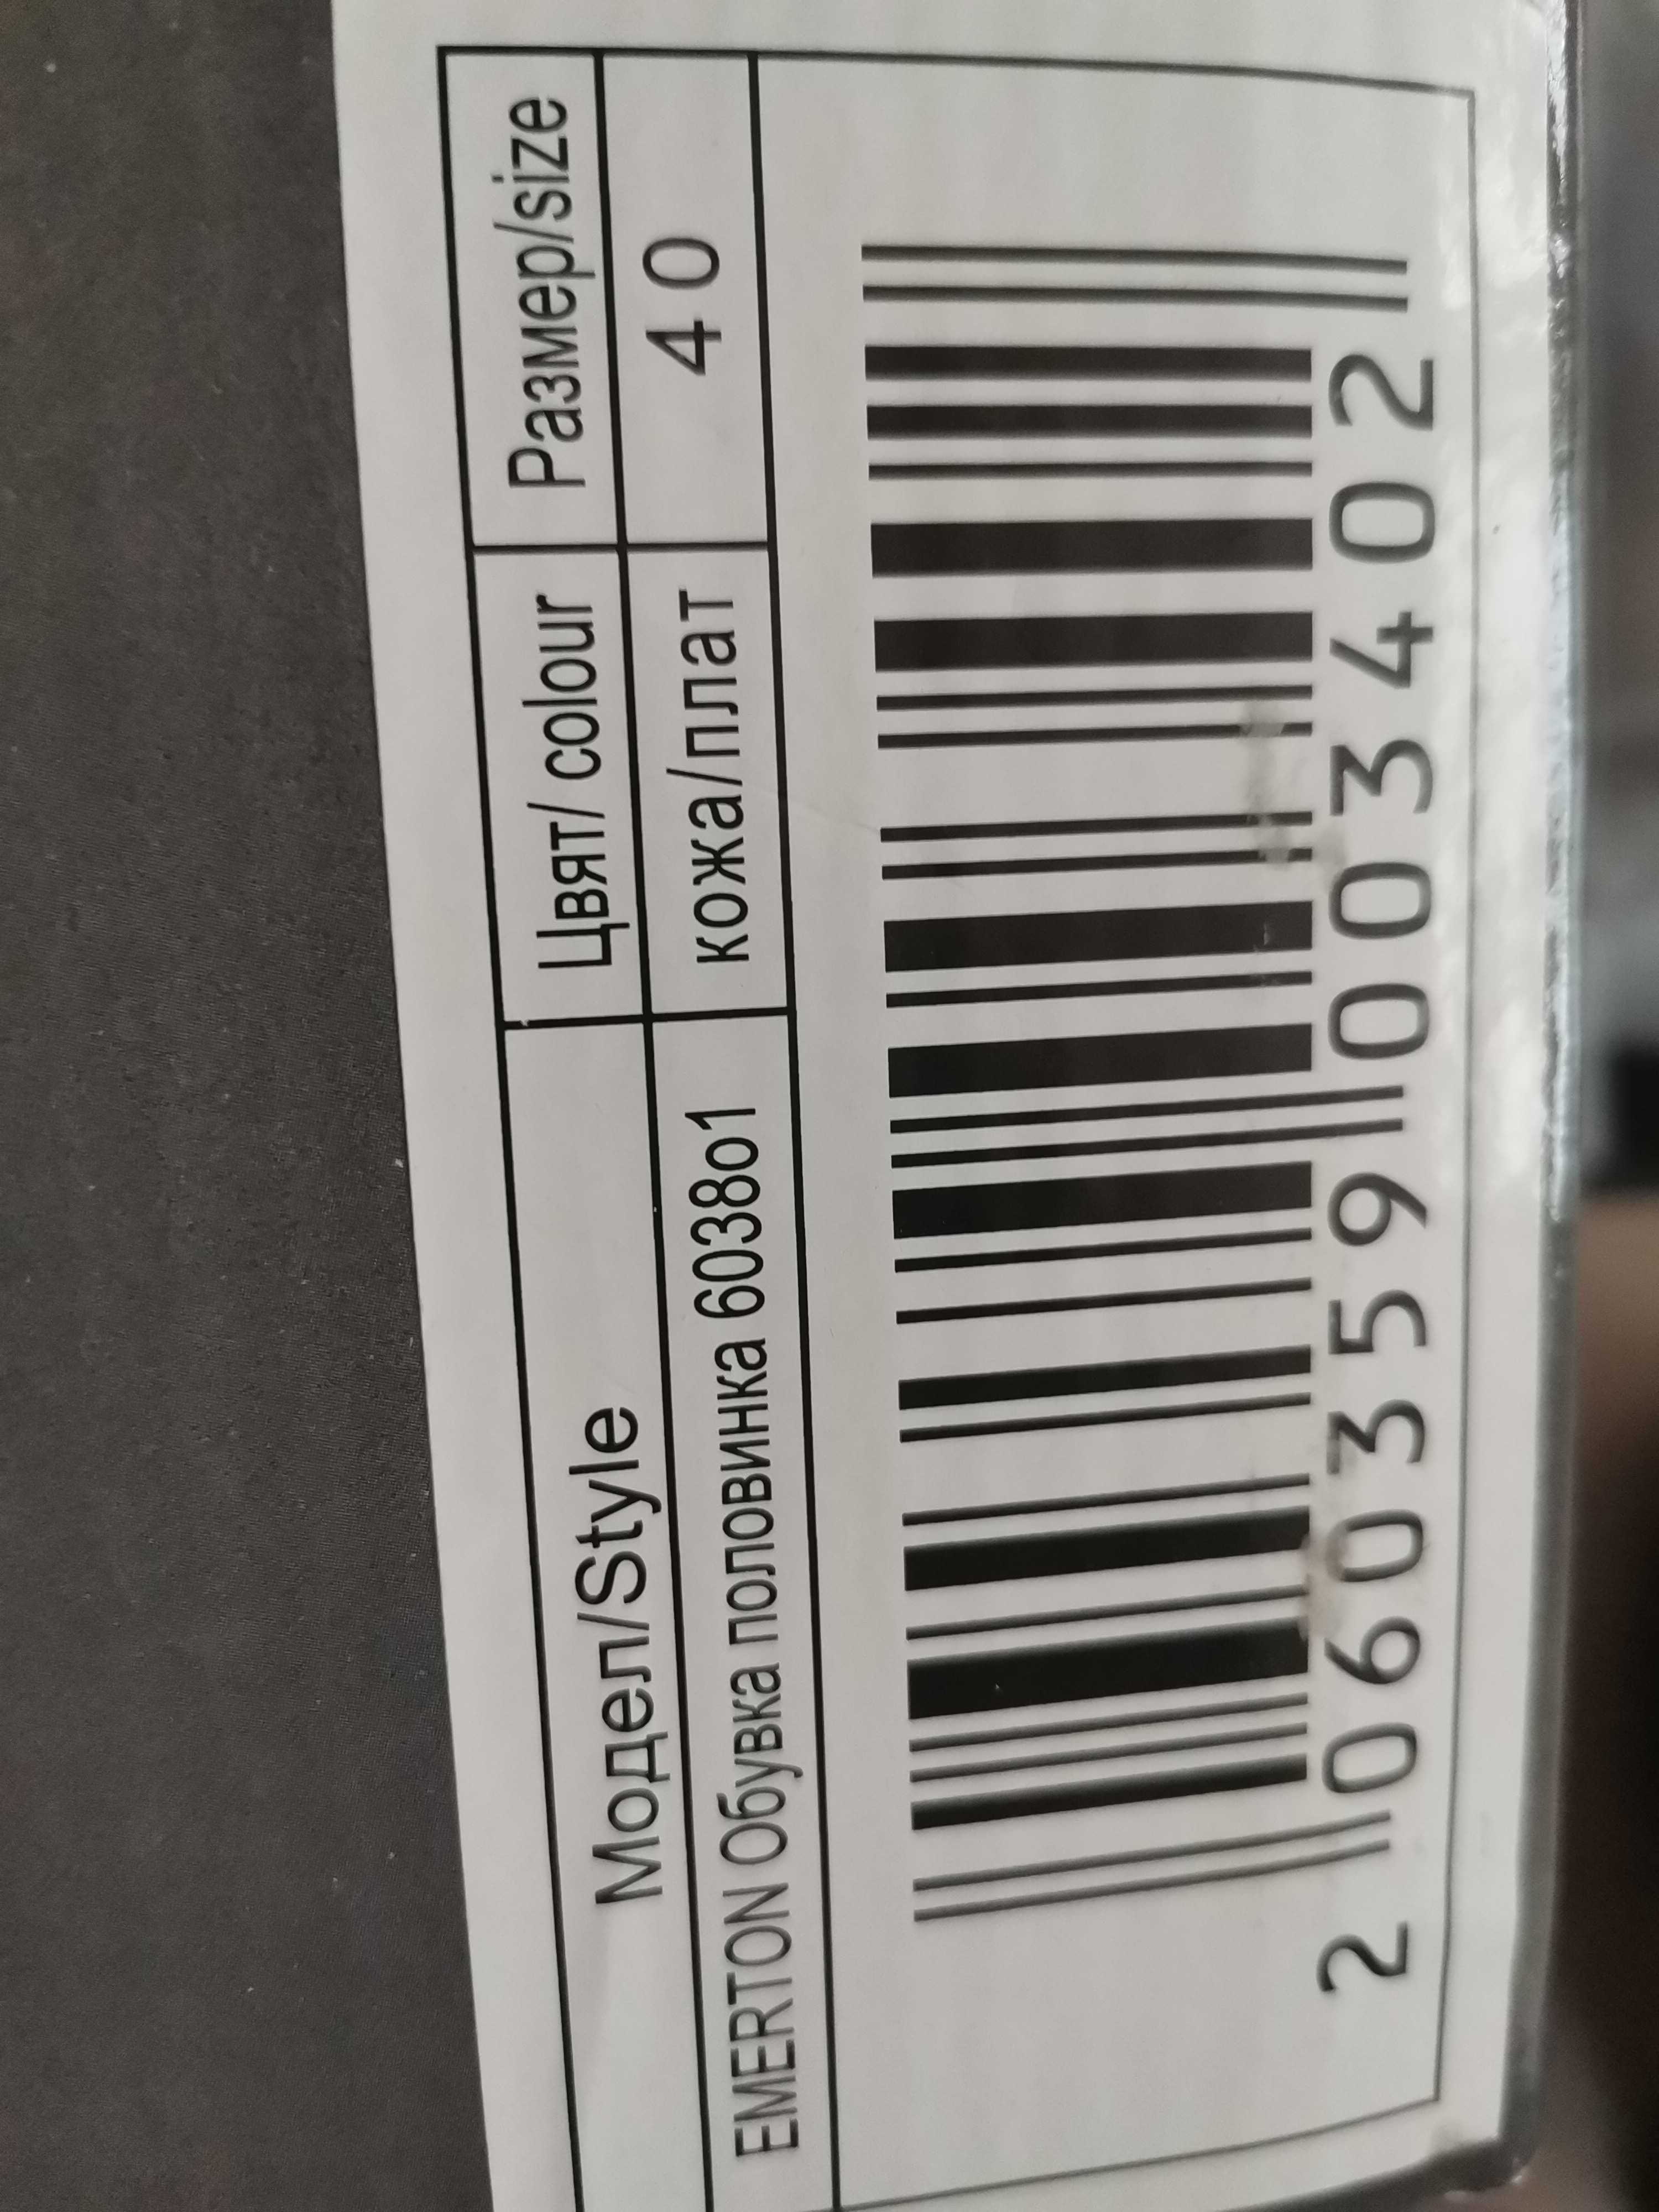 Модел/Style Цвят/ colour Размер/size
EMERTON Обувка половинка 6038о1 кожа/плат 40
2 060359 003402